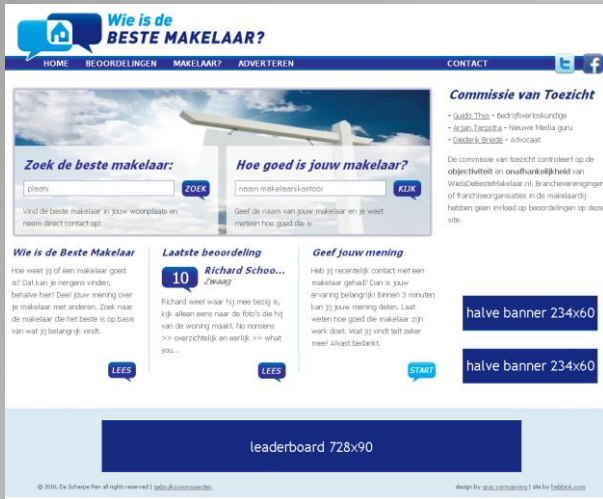 Wie is de
BESTE MAKELAAR?
HOME BEOORDELINGEN MAKELAAR? ADVERTEREN CONTACT
Zoek de beste makelaar:
plaats
ZOEK
Vind de beste makelaar in jouw woonplaats en
neem direct contact op!
Hoe goed is jouw makelaar?
naam makelaarskantoor
KIJK
Geef de naam van jouw makelaar en je weet
meteen hoe goed die is
Commissie van Toezicht
- Guido Thys - Bedrijfsverloskundige
- Arjan Terpstra - Nieuwe Media guru
- Diederik Briedé - Advocaat
De commissie van toezicht controleert op de
objectiviteit en onafhankelijkheid van
WieIsDeBesteMakelaar.nl. Brancheverenigingen
of franchiseorganisaties in de makelaardij
hebben geen invloed op beoordelingen op deze
site.
Wie is de Beste Makelaar
Hoe weet jij of een makelaar goed
is? Dat kan je nergens vinden,
behalve hier! Deel jouw mening over
je makelaar met anderen. Zoek naar
de makelaar die het beste is op basis
van wat jij belangrijk vindt.
LEES
Laatste beoordeling
10
Richard Schoo...
Zwaag
Richard weet waar hij mee bezig is,
kijk alleen eens naar de foto's die hij
van de woning maakt. No nonsens
>> overzichtelijk en eerlijk >> what
you...
LEES
Geef jouw mening
Heb jij recentelijk contact met een
makelaar gehad? Dan is jouw
ervaring belangrijk! Binnen 3 minuten
kan jij jouw mening delen. Laat
weten hoe goed die makelaar zijn
werk doet. Wat jij vindt telt zeker
mee! Alvast bedankt.
START
halve banner 234x60
halve banner 234x60
leaderboard 728x90
© 2010, De Scherpe Pen all rights reserved | gebruiksvoorwaarden
design by gras vormgeving | site by hebbink.com